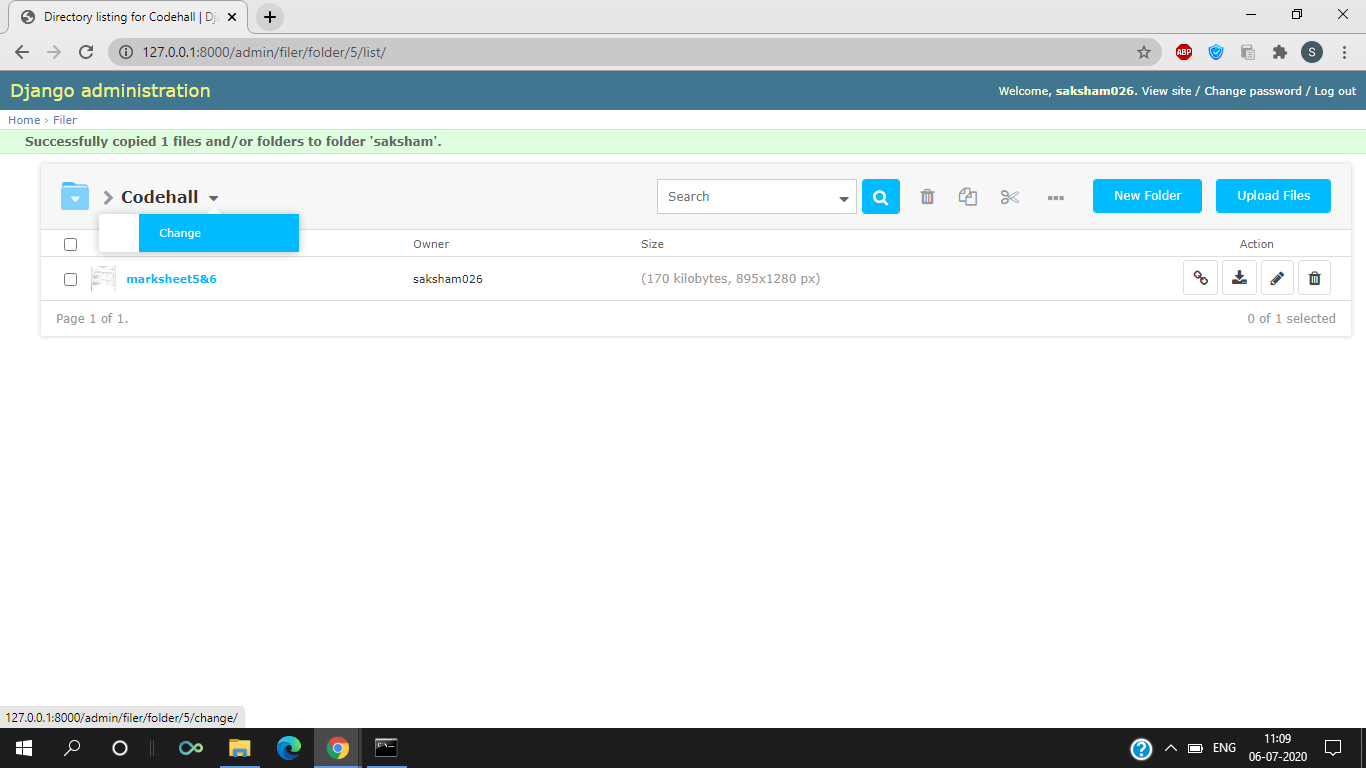 Directory listing for Codehall | Dj
127.0.0.1:8000/admin/filer/folder/5/list/
ABP
S
Django administration
Welcome, saksham026. View site / Change password / Log out
Home › Filer
Successfully copied 1 files and/or folders to folder 'saksham'.
Codehall
Search
New Folder
Upload Files
Change
Owner
Size
Action
marksheet5&6
saksham026
(170 kilobytes, 895x1280 px)
Page 1 of 1.
0 of 1 selected
127.0.0.1:8000/admin/filer/folder/5/change/
ENG
11:09
06-07-2020